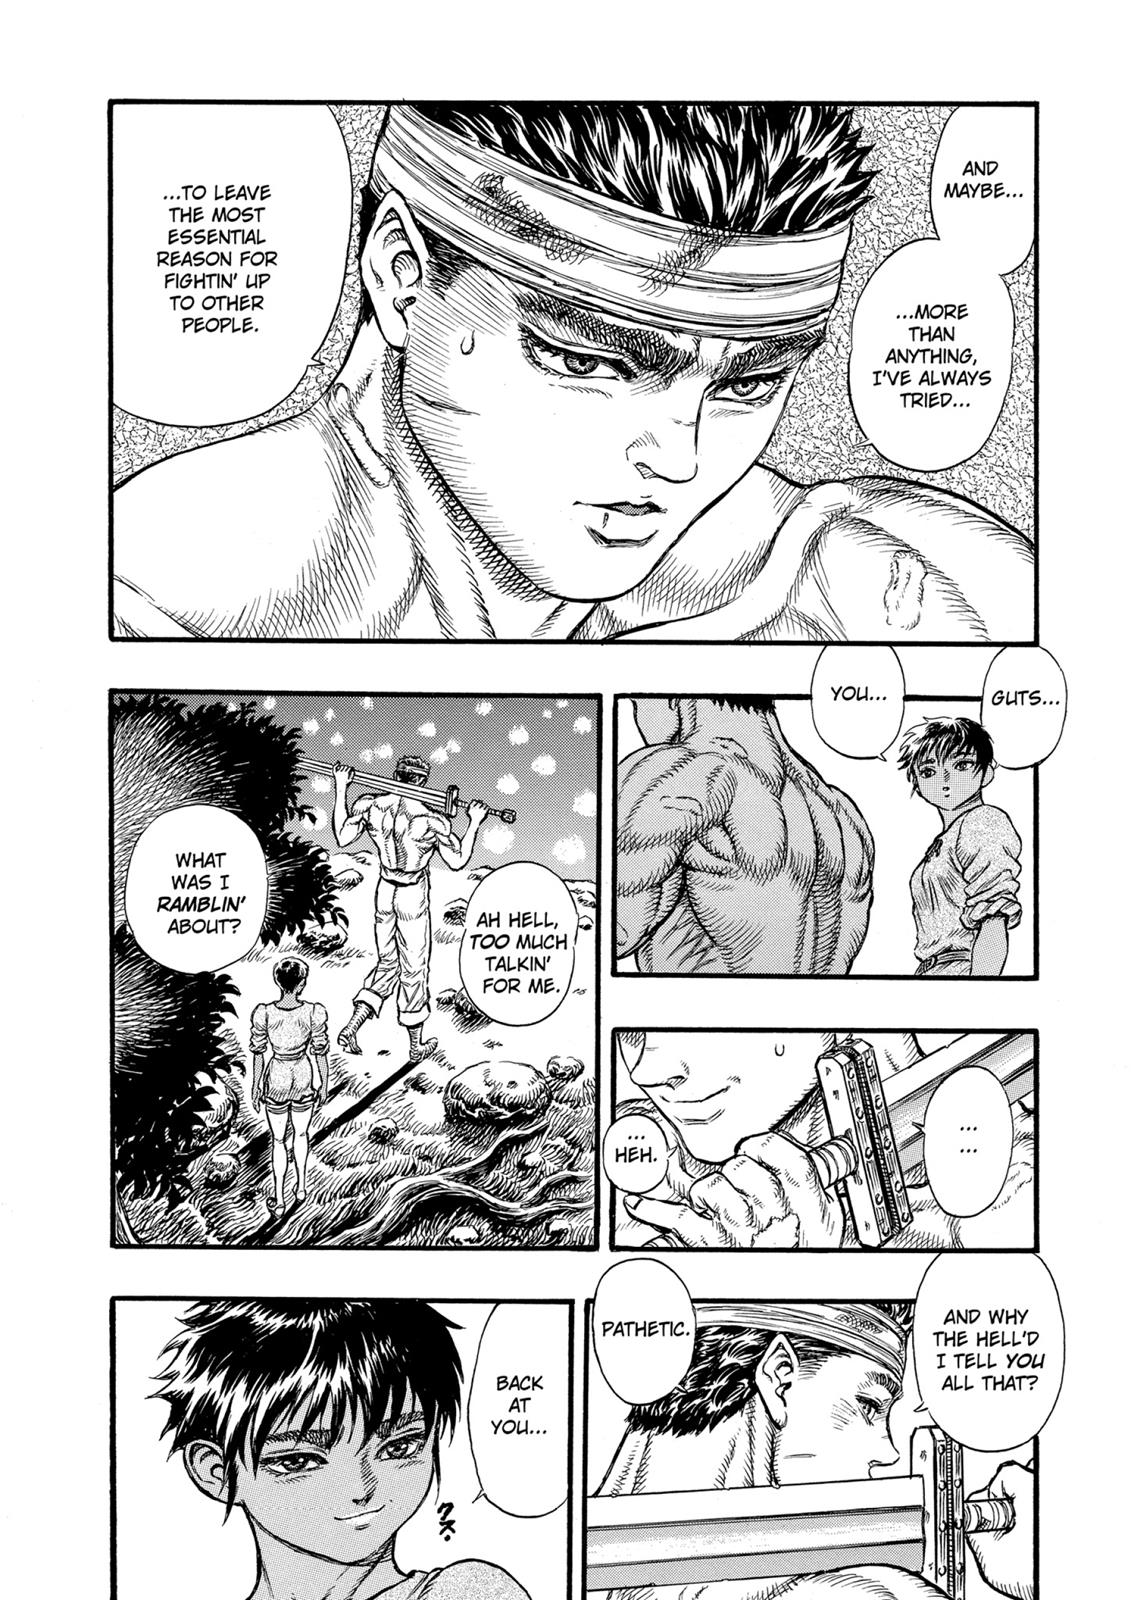 AND
MAYBE...
...MORE
THAN
ANYTHING,
I'VE ALWAYS
TRIED...
...TO LEAVE
THE MOST
ESSENTIAL
REASON FOR
FIGHTIN' UP
TO OTHER
PEOPLE.
GUTS...
YOU...
...
...
...
HEH.
AH HELL,
TOO MUCH
TALKIN'
FOR ME.
WHAT
WAS I
RAMBLIN'
ABOUT?
AND WHY
THE HELL'D
I TELL YOU
ALL THAT?
PATHETIC.
BACK
AT
YOU...
クス.